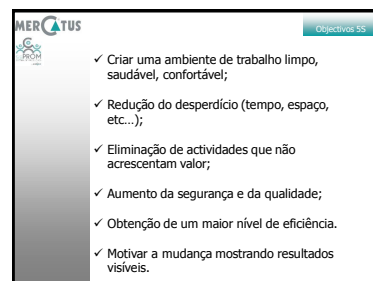 MERCATUS
Objectivos 5S
PROM
✓ Criar uma ambiente de trabalho limpo,
saudável, confortável;
✓ Redução do desperdício (tempo, espaço,
etc...);
✓ Eliminação de actividades que não
acrescentam valor;
✓ Aumento da segurança e da qualidade;
✓ Obtenção de um maior nível de eficiência.
✓ Motivar a mudança mostrando resultados
visíveis.